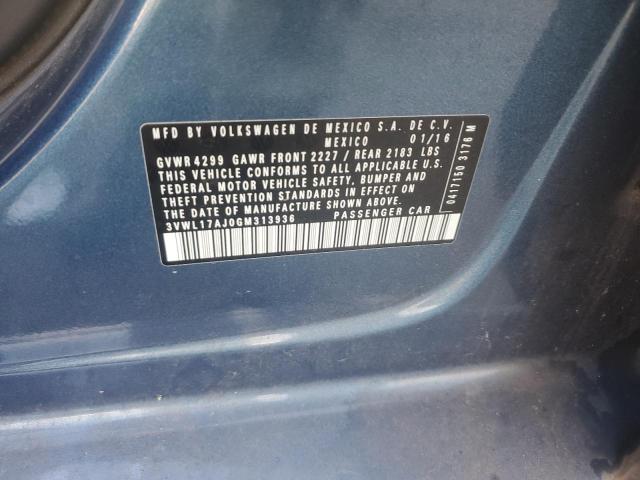 MFD BY VOLKSWAGEN DE MEXICO S.A. DE C.V.
MEXICO 01/16
GVWR 4299 GAWR FRONT 2227 / REAR 2183 LBS
THIS VEHICLE CONFORMS TO ALL APPLICABLE U.S.
FEDERAL MOTOR VEHICLE SAFETY, BUMPER AND
THEFT PREVENTION STANDARDS IN EFFECT ON
THE DATE OF MANUFACTURE SHOWN ABOVE.
3VWL17AJ0GM313936 PASSENGER CAR
0417150 3176 M